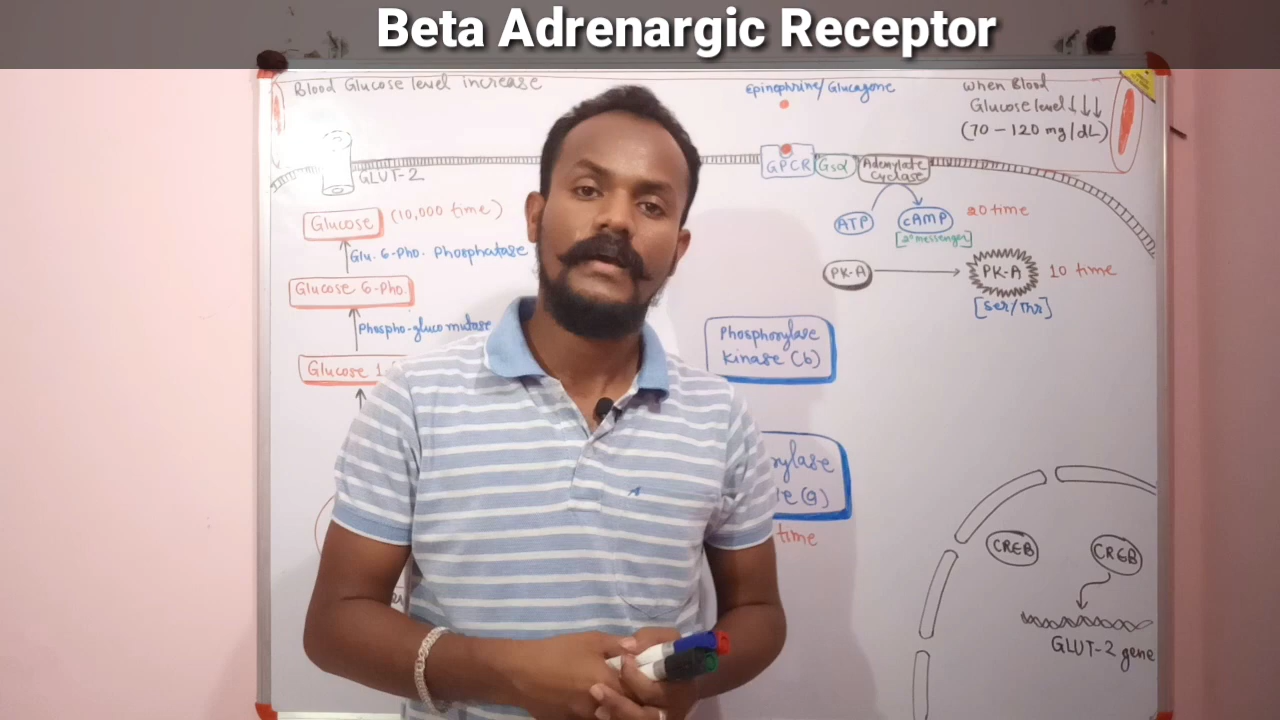 Beta Adrenargic Receptor
Blood Glucose level increase
Epinephrine/Glucagone
When Blood
Glucose level ↓↓↓
(70 - 120 mg/dL)
GLUT-2
GPCR
Gsα
Adenylate
cyclase
Glucose (10,000 time)
ATP
cAMP
20 time
[2° messenger]
Glu. 6-Pho. Phosphatase
PK-A
PK-A
10 time
Glucose 6-Pho.
[Ser/Thr]
Phospho-gluco mutase
Phosphorylase
Kinase (b)
Glucose 1
rylase
(a)
time
CREB
CREB
GLUT-2 gene